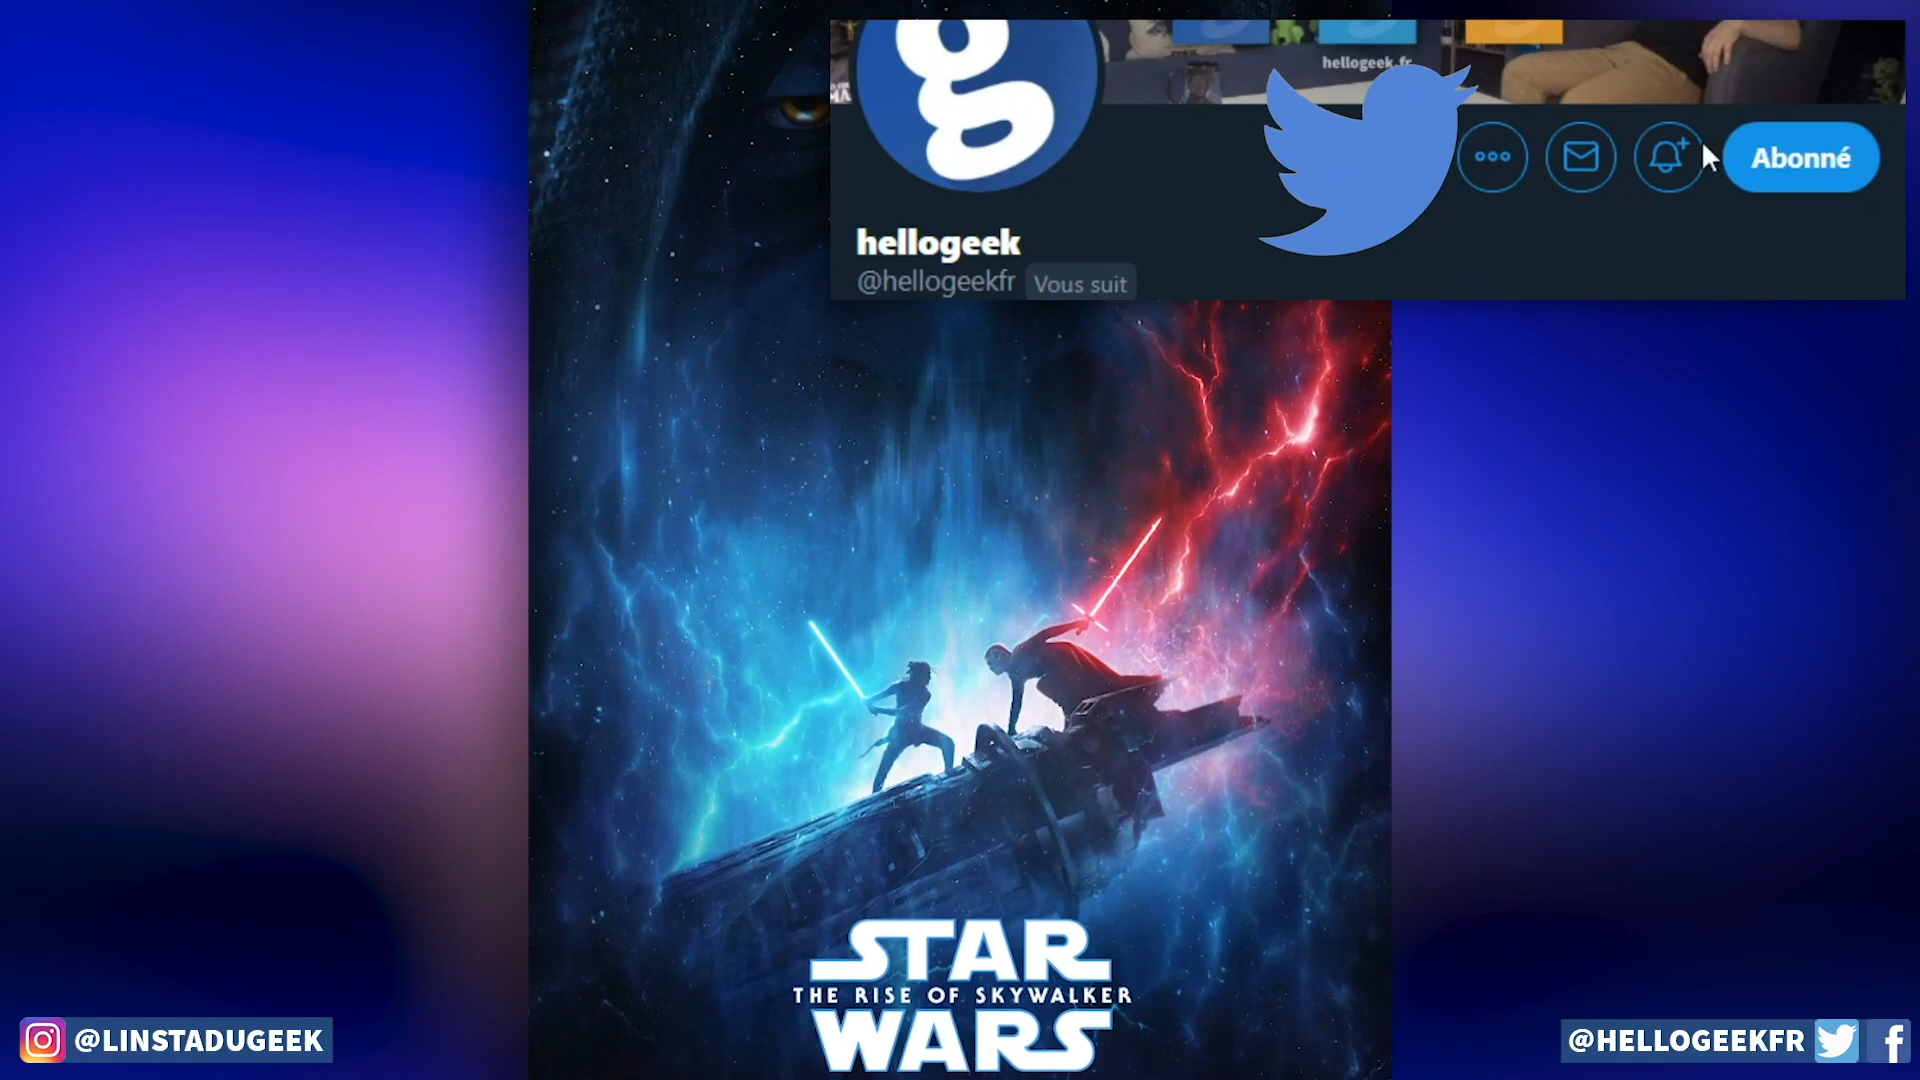 hellogeek.fr
Abonné
hellogeek
@hellogeekfr Vous suit
STAR
THE RISE OF SKYWALKER
WARS
@LINSTADUGEEK
@HELLOGEEKFR